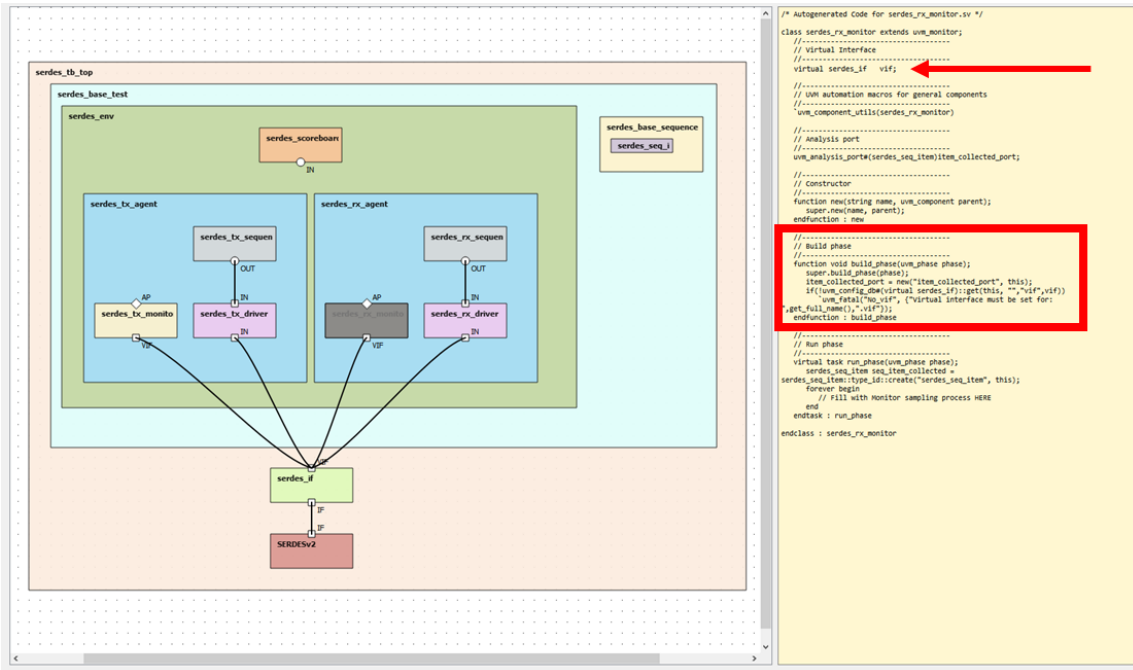 serdes_tb_top
serdes_base_test
serdes_env
serdes_scoreboar
IN
serdes_base_sequence
serdes_seq_i
serdes_tx_agent
serdes_rx_agent
serdes_tx_sequen
OUT
serdes_rx_sequen
OUT
AP
IN
AP
IN
serdes_tx_monito
serdes_tx_driver
serdes_rx_monito
serdes_rx_driver
VIF
IN
VIF
IN
VIF
serdes_if
IF
IF
SERDESv2
/* Autogenerated Code for serdes_rx_monitor.sv */
class serdes_rx_monitor extends uvm_monitor;
//------------------------------------
// Virtual Interface
//------------------------------------
virtual serdes_if vif;
//------------------------------------
// UVM automation macros for general components
//------------------------------------
`uvm_component_utils(serdes_rx_monitor)
//------------------------------------
// Analysis port
//------------------------------------
uvm_analysis_port#(serdes_seq_item)item_collected_port;
//------------------------------------
// Constructor
//------------------------------------
function new(string name, uvm_component parent);
super.new(name, parent);
endfunction : new
//------------------------------------
// Build phase
//------------------------------------
function void build_phase(uvm_phase phase);
super.build_phase(phase);
item_collected_port = new("item_collected_port", this);
if(!uvm_config_db#(virtual serdes_if)::get(this, "","vif",vif))
`uvm_fatal("No_vif", {"Virtual interface must be set for:
",get_full_name(),".vif"});
endfunction : build_phase
//------------------------------------
// Run phase
//------------------------------------
virtual task run_phase(uvm_phase phase);
serdes_seq_item seq_item_collected =
serdes_seq_item::type_id::create("serdes_seq_item", this);
forever begin
// Fill with Monitor sampling process HERE
end
endtask : run_phase
endclass : serdes_rx_monitor